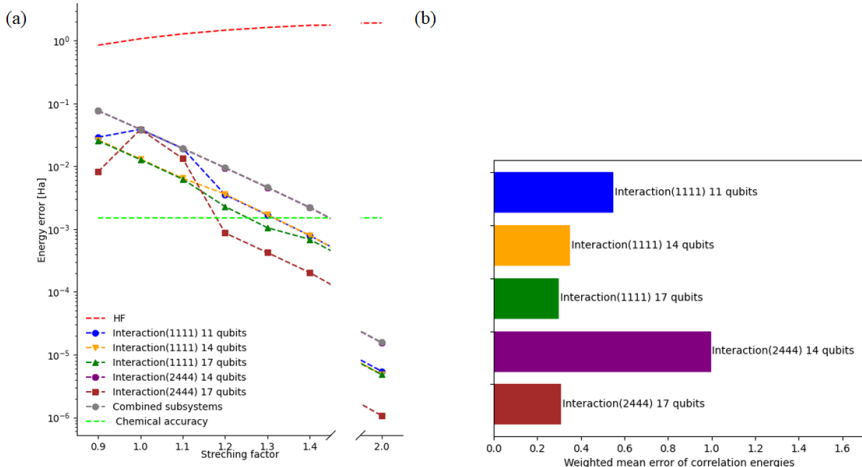 (a)
(b)
10⁰
10⁻¹
10⁻²
10⁻³
10⁻⁴
10⁻⁵
10⁻⁶
Energy error [Ha]
HF
Interaction(1111) 11 qubits
Interaction(1111) 14 qubits
Interaction(1111) 17 qubits
Interaction(2444) 14 qubits
Interaction(2444) 17 qubits
Combined subsystems
Chemical accuracy
0.9 1.0 1.1 1.2 1.3 1.4 2.0
Streching factor
Interaction(1111) 11 qubits
Interaction(1111) 14 qubits
Interaction(1111) 17 qubits
Interaction(2444) 14 qubits
Interaction(2444) 17 qubits
0.0 0.2 0.4 0.6 0.8 1.0 1.2 1.4 1.6
Weighted mean error of correlation energies